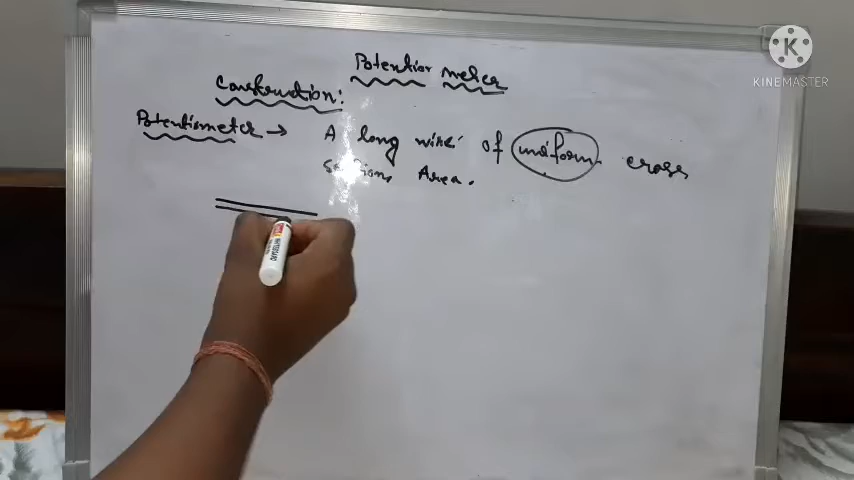 Potentiometer
Construction:
Potentiometer → A long wire of uniform cross
Section Area.
K
KINEMASTER